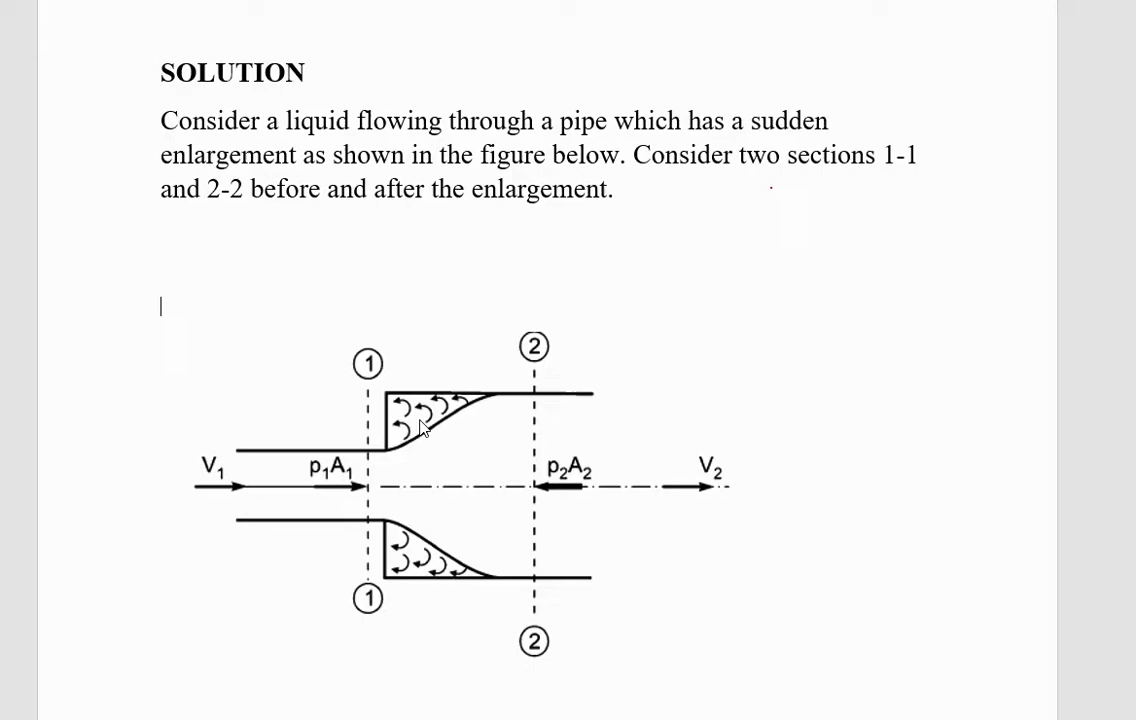 SOLUTION
Consider a liquid flowing through a pipe which has a sudden
enlargement as shown in the figure below. Consider two sections 1-1
and 2-2 before and after the enlargement.
2
1
V₁
p₁A₁
p₂A₂
V₂
1
2